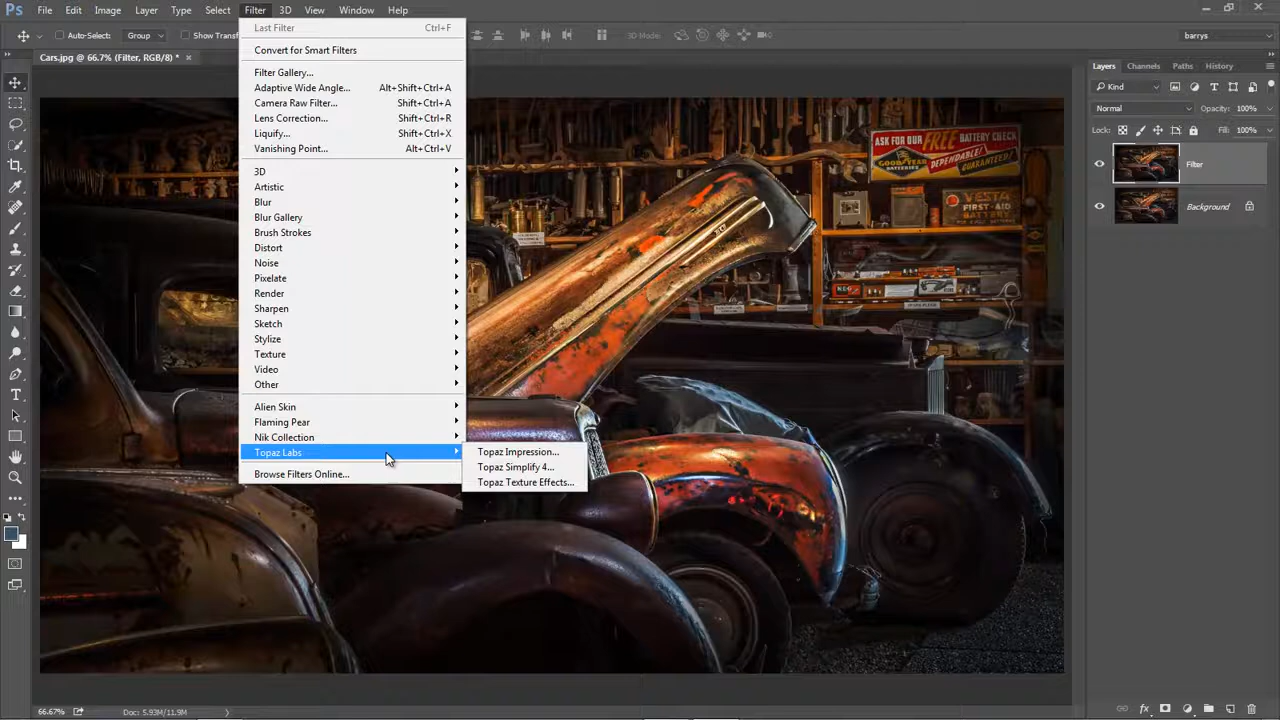 Ps File Edit Image Layer Type Select Filter 3D View Window Help
Auto-Select: Group Show Transf 3D Mode: barrys
Cars.jpg @ 66.7% (Filter, RGB/8) * ×
Last Filter Ctrl+F
Convert for Smart Filters
Filter Gallery...
Adaptive Wide Angle... Alt+Shift+Ctrl+A
Camera Raw Filter... Shift+Ctrl+A
Lens Correction... Shift+Ctrl+R
Liquify... Shift+Ctrl+X
Vanishing Point... Alt+Ctrl+V
3D
Artistic
Blur
Blur Gallery
Brush Strokes
Distort
Noise
Pixelate
Render
Sharpen
Sketch
Stylize
Texture
Video
Other
Alien Skin
Flaming Pear
Nik Collection
Topaz Labs
Browse Filters Online...
Topaz Impression...
Topaz Simplify 4...
Topaz Texture Effects...
ASK FOR OUR FREE BATTERY CHECK
GOOD YEAR BATTERIES DEPENDABLE! GUARANTEED!
VESTA
FIRST-AID
BATTERY
Layers Channels Paths History
Kind
Normal Opacity: 100%
Lock: Fill: 100%
Filter
Background
66.67% Doc: 5.93M/11.9M